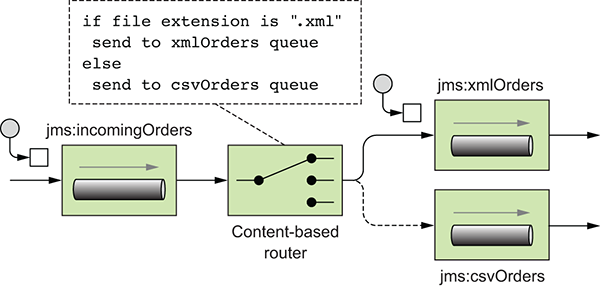 if file extension is ".xml"
send to xmlOrders queue
else
send to csvOrders queue
jms:incomingOrders
jms:xmlOrders
Content-based
router
jms:csvOrders